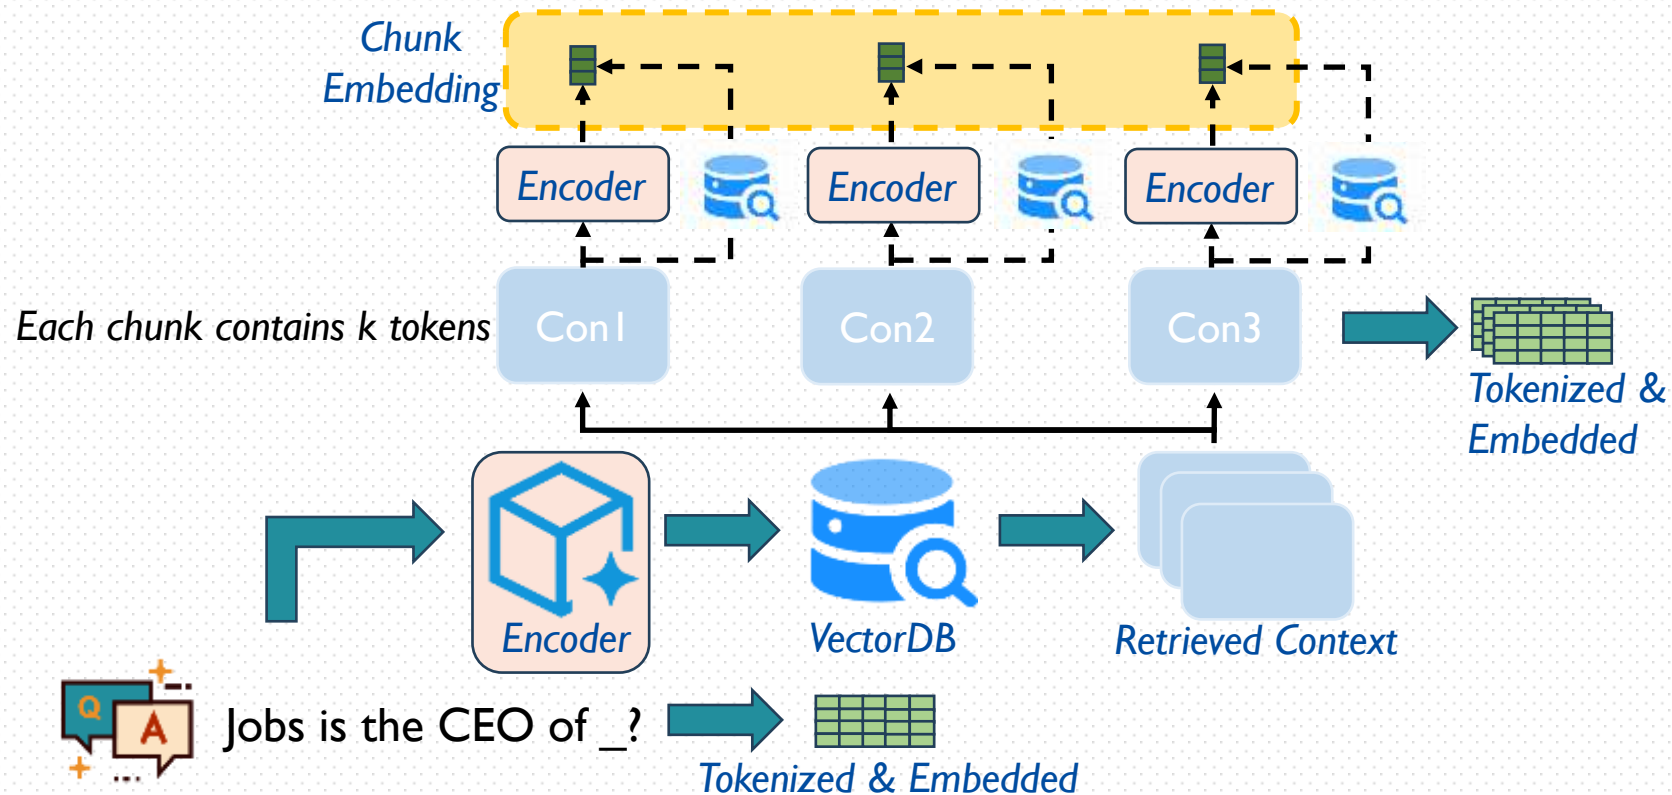 Chunk
Embedding
Encoder
Encoder
Encoder
Each chunk contains k tokens
Con1
Con2
Con3
Tokenized &
Embedded
Encoder
VectorDB
Retrieved Context
Q
A
Jobs is the CEO of _?
Tokenized & Embedded